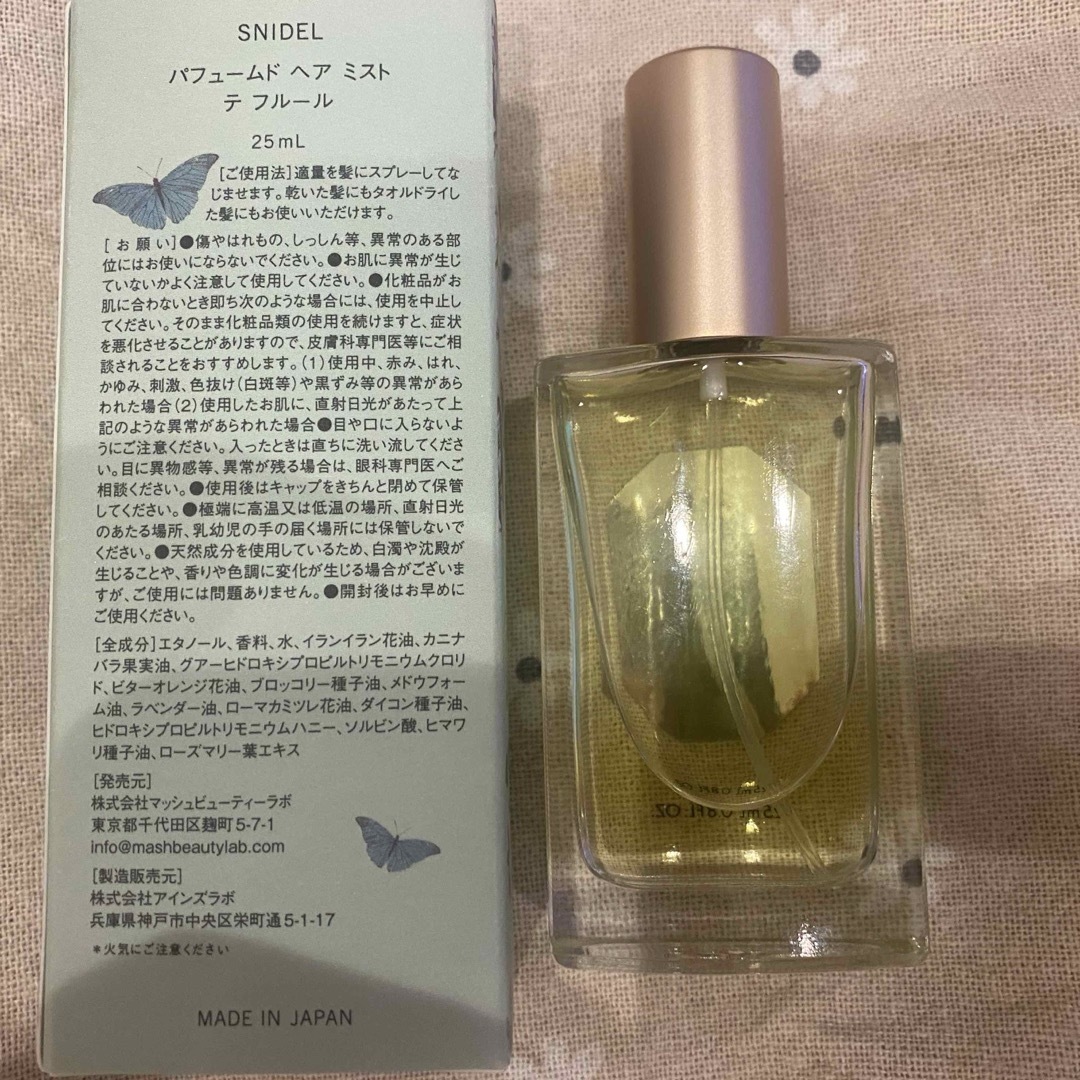 SNIDEL
パフュームド ヘア ミスト
テ フルール
25mL
[ご使用法]適量を髪にスプレーしてな
じませます。乾いた髪にもタオルドライし
た髪にもお使いいただけます。
[お願い]●傷やはれもの、しっしん等、異常のある部
位にはお使いにならないでください。●お肌に異常が生じ
ていないかよく注意して使用してください。●化粧品がお
肌に合わないとき即ち次のような場合には、使用を中止し
てください。そのまま化粧品類の使用を続けますと、症状
を悪化させることがありますので、皮膚科専門医等にご相
談されることをおすすめします。(1)使用中、赤み、はれ、
かゆみ、刺激、色抜け(白斑等)や黒ずみ等の異常があら
われた場合(2)使用したお肌に、直射日光があたって上
記のような異常があらわれた場合●目や口に入らないよ
うにご注意ください。入ったときは直ちに洗い流してくださ
い。目に異物感等、異常が残る場合は、眼科専門医へご
相談ください。●使用後はキャップをきちんと閉めて保管
してください。●極端に高温又は低温の場所、直射日光
のあたる場所、乳幼児の手の届く場所には保管しないで
ください。●天然成分を使用しているため、白濁や沈殿が
生じることや、香りや色調に変化が生じる場合がございま
すが、ご使用には問題ありません。●開封後はお早めに
ご使用ください。
[全成分]エタノール、香料、水、イランイラン花油、カニナ
バラ果実油、グアーヒドロキシプロピルトリモニウムクロリ
ド、ビターオレンジ花油、ブロッコリー種子油、メドウフォー
ム油、ラベンダー油、ローマカミツレ花油、ダイコン種子油、
ヒドロキシプロピルトリモニウムハニー、ソルビン酸、ヒマワ
リ種子油、ローズマリー葉エキス
[発売元]
株式会社マッシュビューティーラボ
東京都千代田区麹町5-7-1
info@mashbeautylab.com
[製造販売元]
株式会社アインズラボ
兵庫県神戸市中央区栄町通5-1-17
*火気にご注意ください
MADE IN JAPAN
25mL 0.8FL.OZ.